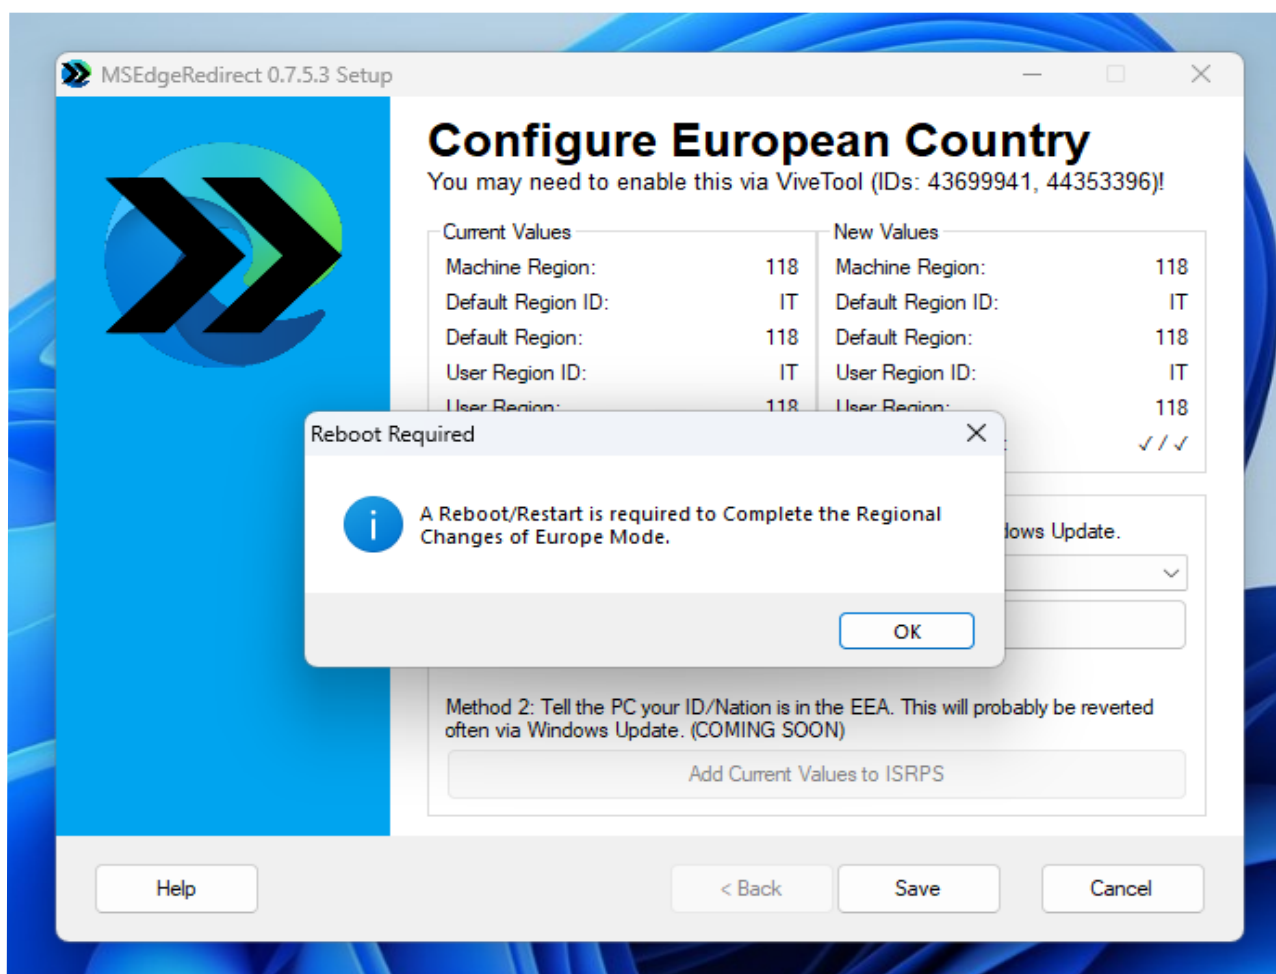 MSEdgeRedirect 0.7.5.3 Setup
Configure European Country
You may need to enable this via ViveTool (IDs: 43699941, 44353396)!
Current Values
Machine Region: 118
Default Region ID: IT
Default Region: 118
User Region ID: IT
User Region: 118
New Values
Machine Region: 118
Default Region ID: IT
Default Region: 118
User Region ID: IT
User Region: 118
✓ / ✓
Reboot Required
A Reboot/Restart is required to Complete the Regional
Changes of Europe Mode.
OK
Update.
Method 2: Tell the PC your ID/Nation is in the EEA. This will probably be reverted
often via Windows Update. (COMING SOON)
Add Current Values to ISRPS
Help
< Back
Save
Cancel